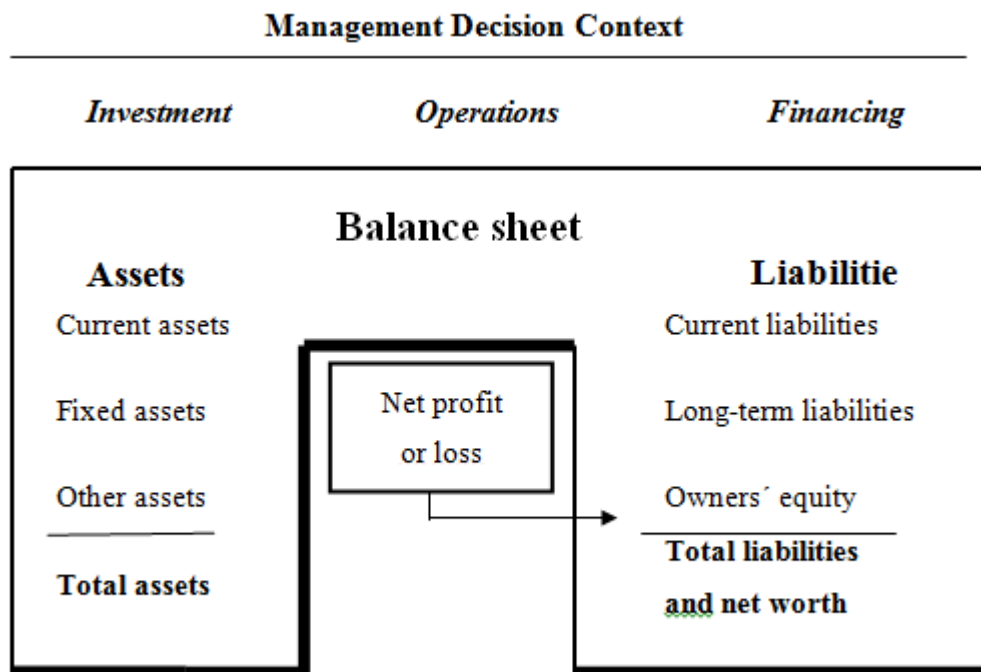 Management Decision Context
Investment Operations Financing
Balance sheet
Assets
Current assets
Fixed assets
Other assets
Total assets
Net profit
or loss
Liabilitie
Current liabilities
Long-term liabilities
Owners´ equity
Total liabilities
and net worth